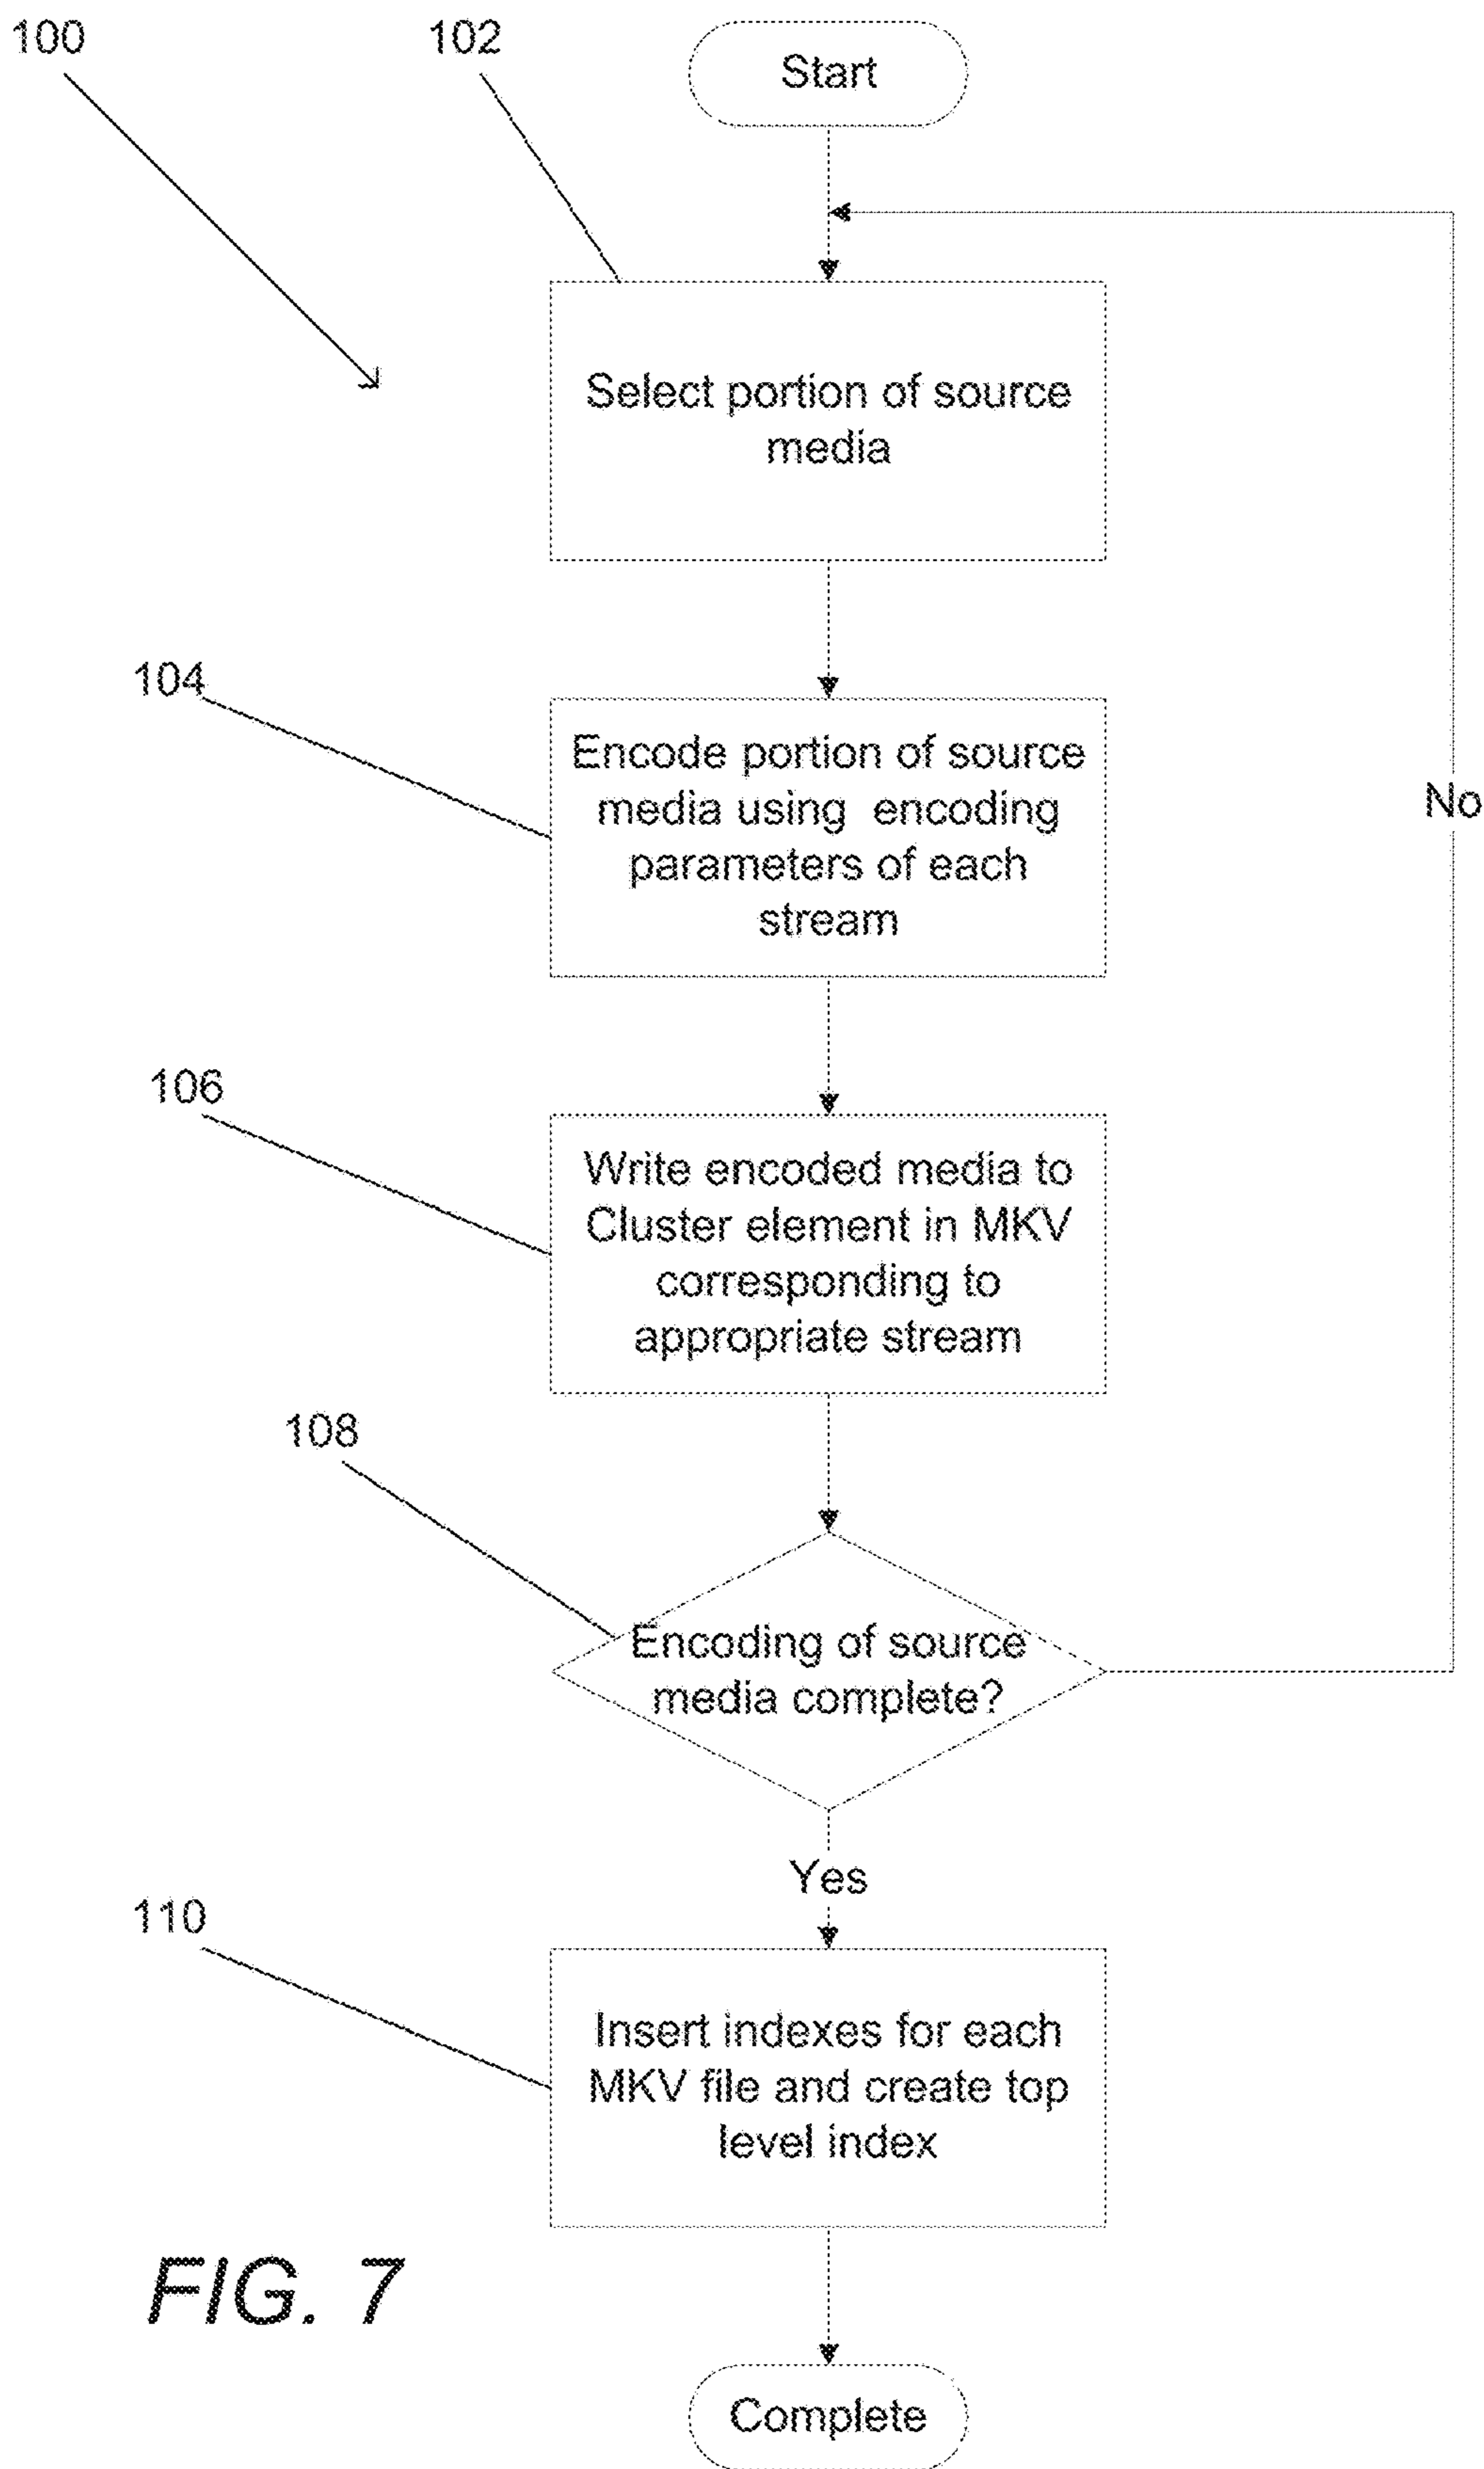 100
102
Start
Select portion of source
media
104
Encode portion of source
media using encoding
parameters of each
stream
No
106
Write encoded media to
Cluster element in MKV
corresponding to
appropriate stream
108
Encoding of source
media complete?
Yes
110
Insert indexes for each
MKV file and create top
level index
FIG. 7
Complete